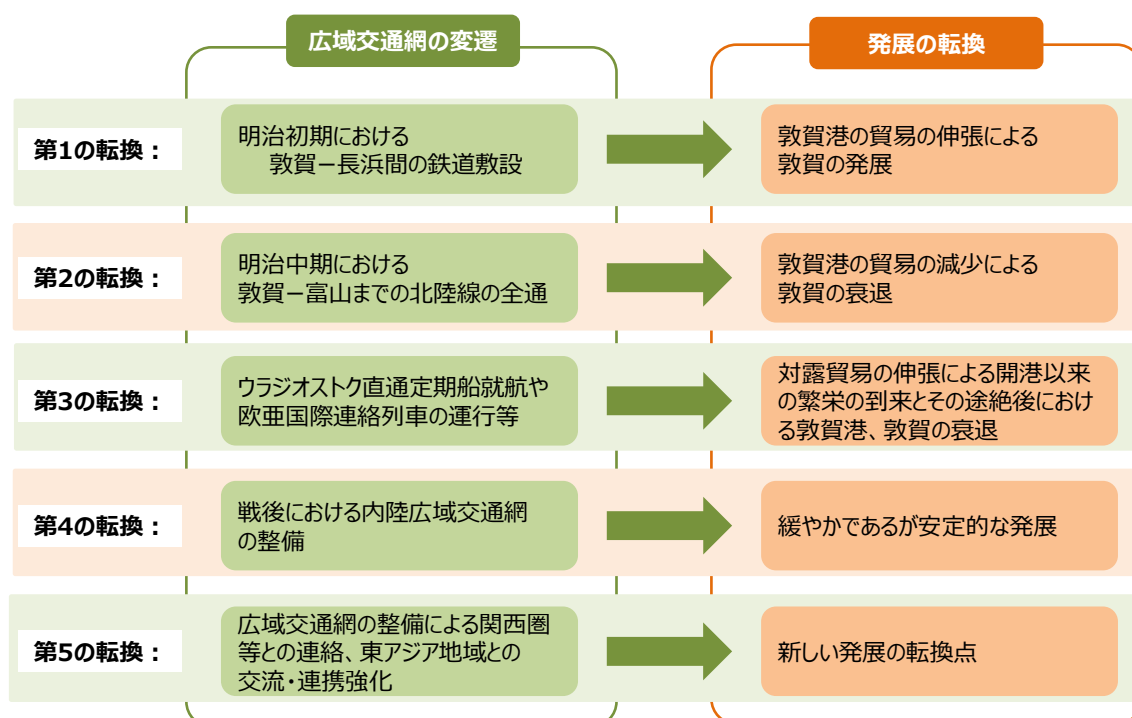 広域交通網の変遷
発展の転換
第1の転換：
明治初期における
敦賀－長浜間の鉄道敷設
敦賀港の貿易の伸張による
敦賀の発展
第2の転換：
明治中期における
敦賀－富山までの北陸線の全通
敦賀港の貿易の減少による
敦賀の衰退
第3の転換：
ウラジオストク直通定期船就航や
欧亜国際連絡列車の運行等
対露貿易の伸張による開港以来
の繁栄の到来とその途絶後におけ
る敦賀港、敦賀の衰退
第4の転換：
戦後における内陸広域交通網
の整備
緩やかであるが安定的な発展
第5の転換：
広域交通網の整備による関西圏
等との連絡、東アジア地域との
交流・連携強化
新しい発展の転換点